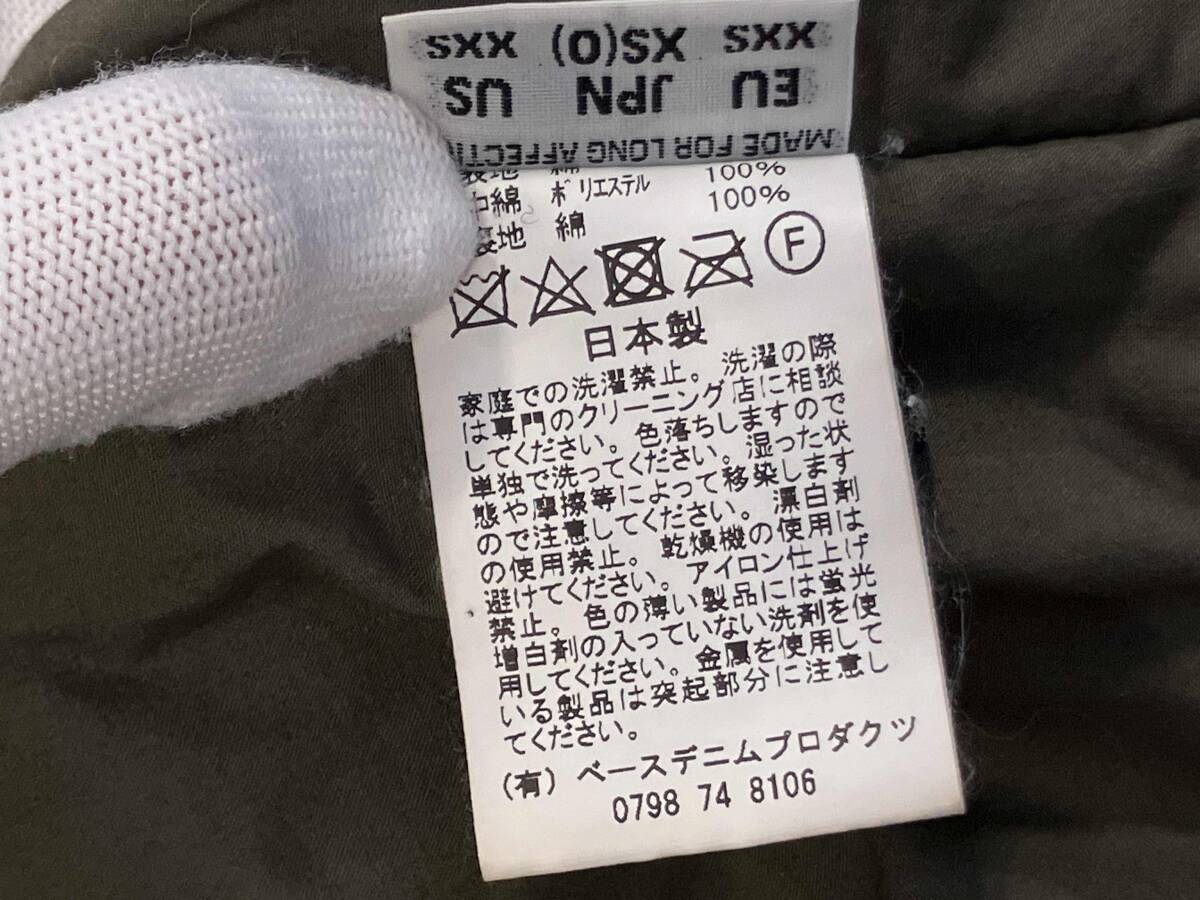 MADE FOR LONG AFFECTI
EU JPN US
XXS XS(0) XXS
表地 綿 100%
中綿 ポリエステル 100%
裏地 綿
F
日本製
家庭での洗濯禁止。洗濯の際
は専門のクリーニング店に相談
してください。色落ちしますので
単独で洗ってください。湿った状
態や摩擦等によって移染します
ので注意してください。漂白剤
の使用禁止。乾燥機の使用は
避けてください。アイロン仕上げ
禁止。色の薄い製品には蛍光
増白剤の入っていない洗剤を使
用してください。金属を使用して
いる製品は突起部分に注意し
てください。
(有) ベースデニムプロダクツ
0798 74 8106